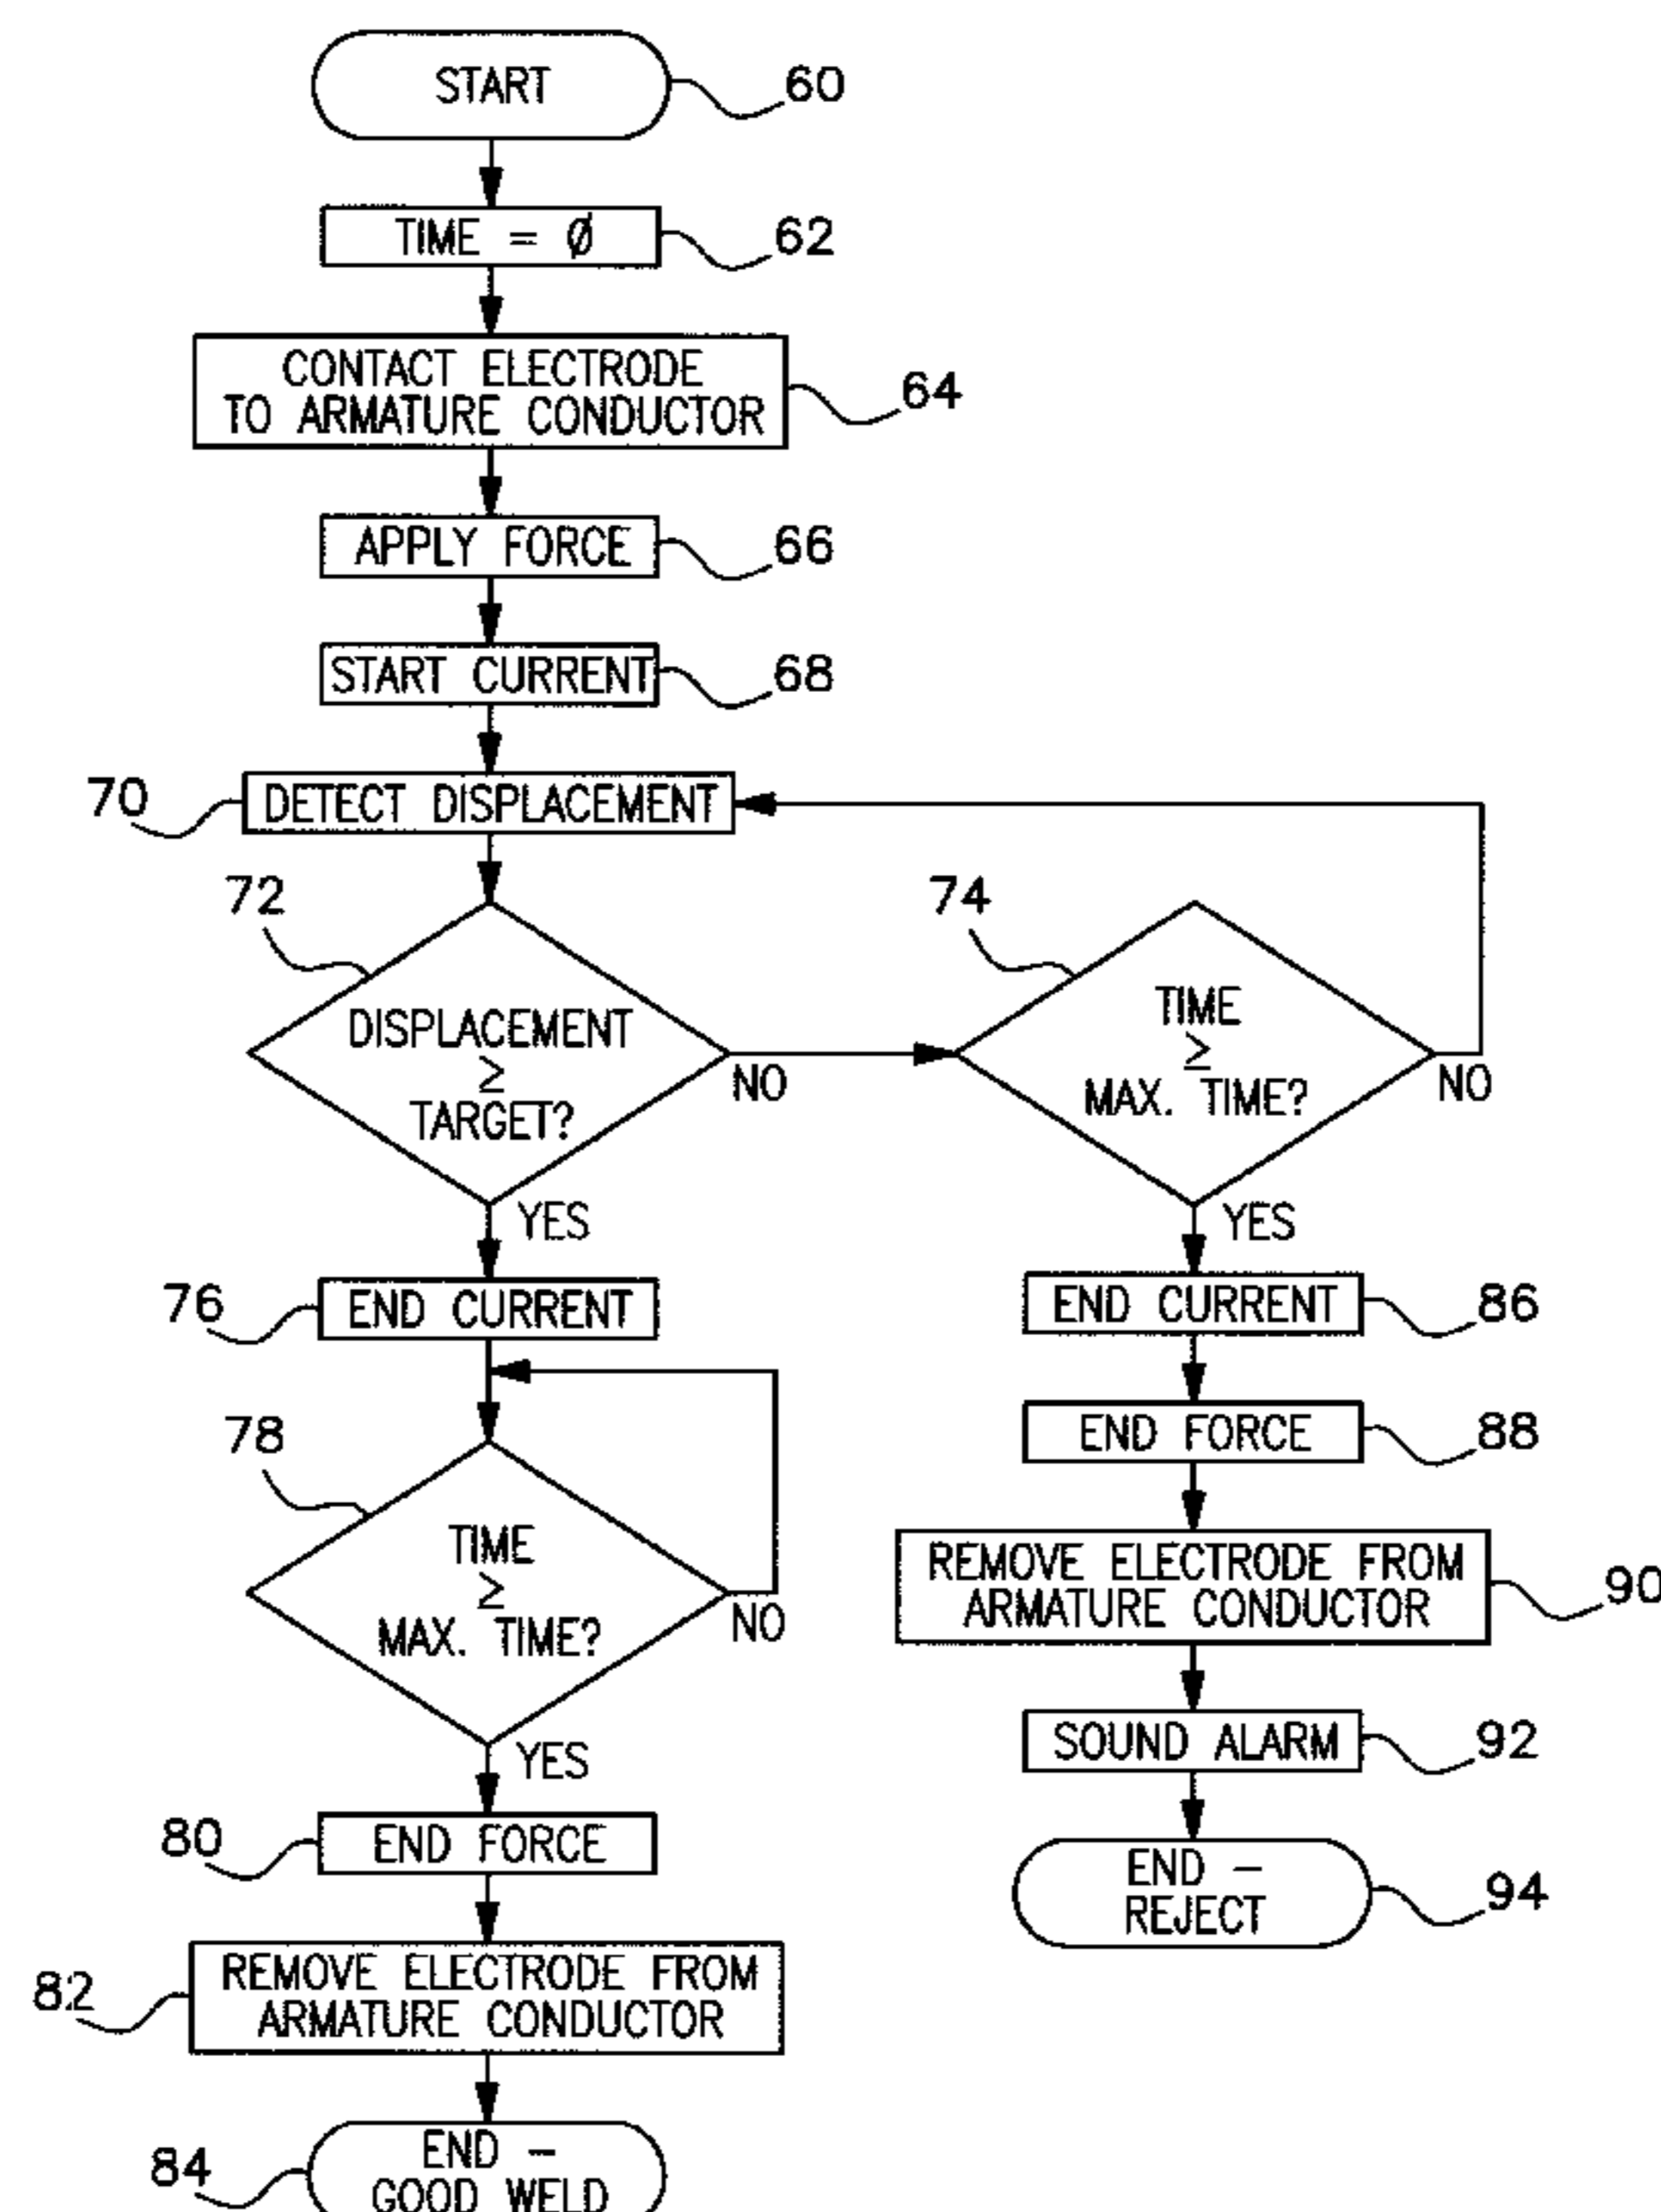 START
60
TIME = Ø
62
CONTACT ELECTRODE
TO ARMATURE CONDUCTOR
64
APPLY FORCE
66
START CURRENT
68
70
DETECT DISPLACEMENT
72
DISPLACEMENT
≥
TARGET?
NO
YES
74
TIME
≥
MAX. TIME?
NO
YES
76
END CURRENT
78
TIME
≥
MAX. TIME?
NO
YES
80
END FORCE
82
REMOVE ELECTRODE FROM
ARMATURE CONDUCTOR
84
END –
GOOD WELD
END CURRENT
86
END FORCE
88
REMOVE ELECTRODE FROM
ARMATURE CONDUCTOR
90
SOUND ALARM
92
END –
REJECT
94